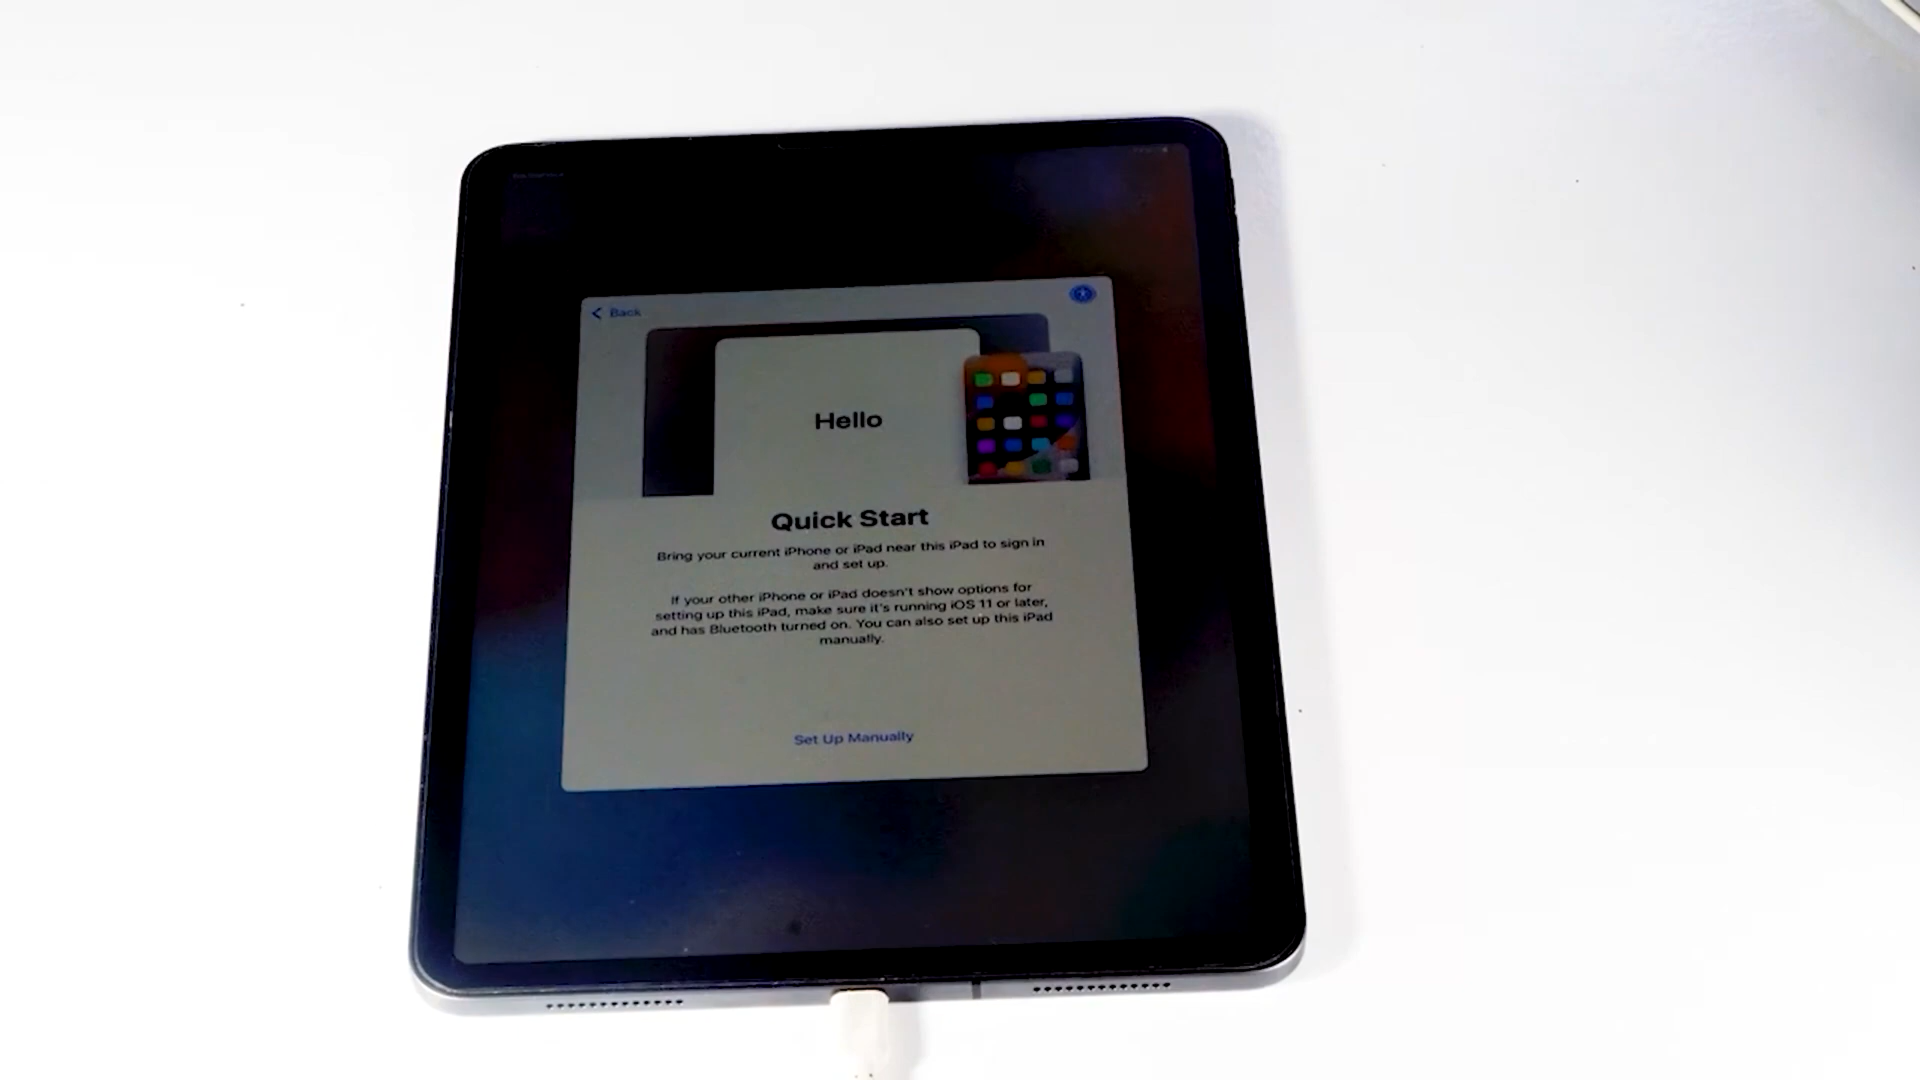 Back
Hello
Quick Start
Bring your current iPhone or iPad near this iPad to sign in
and set up.
If your other iPhone or iPad doesn't show options for
setting up this iPad, make sure it's running iOS 11 or later,
and has Bluetooth turned on. You can also set up this iPad
manually.
Set Up Manually